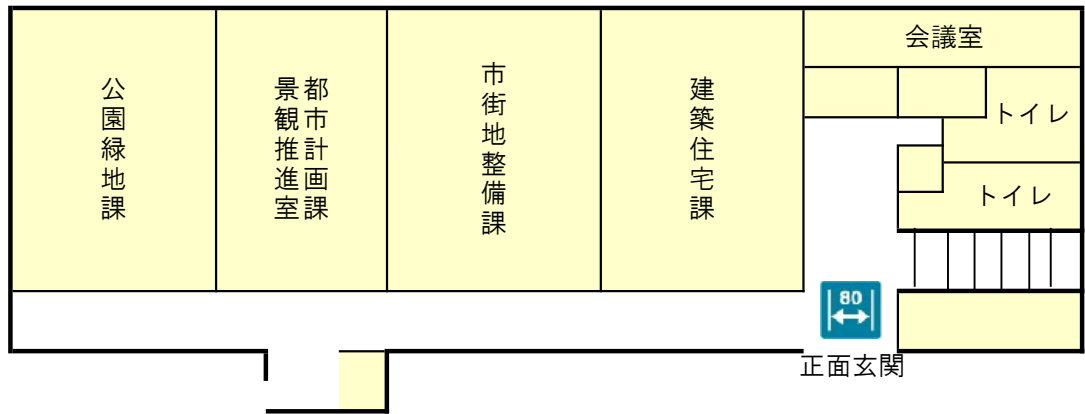 公園緑地課
都市計画課
景観推進室
市街地整備課
建築住宅課
会議室
トイレ
トイレ
80
正面玄関